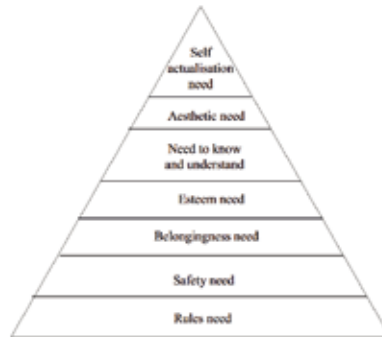 Self
actualisation
need
Aesthetic need
Need to know
and understand
Esteem need
Belongingness need
Safety need
Rules need